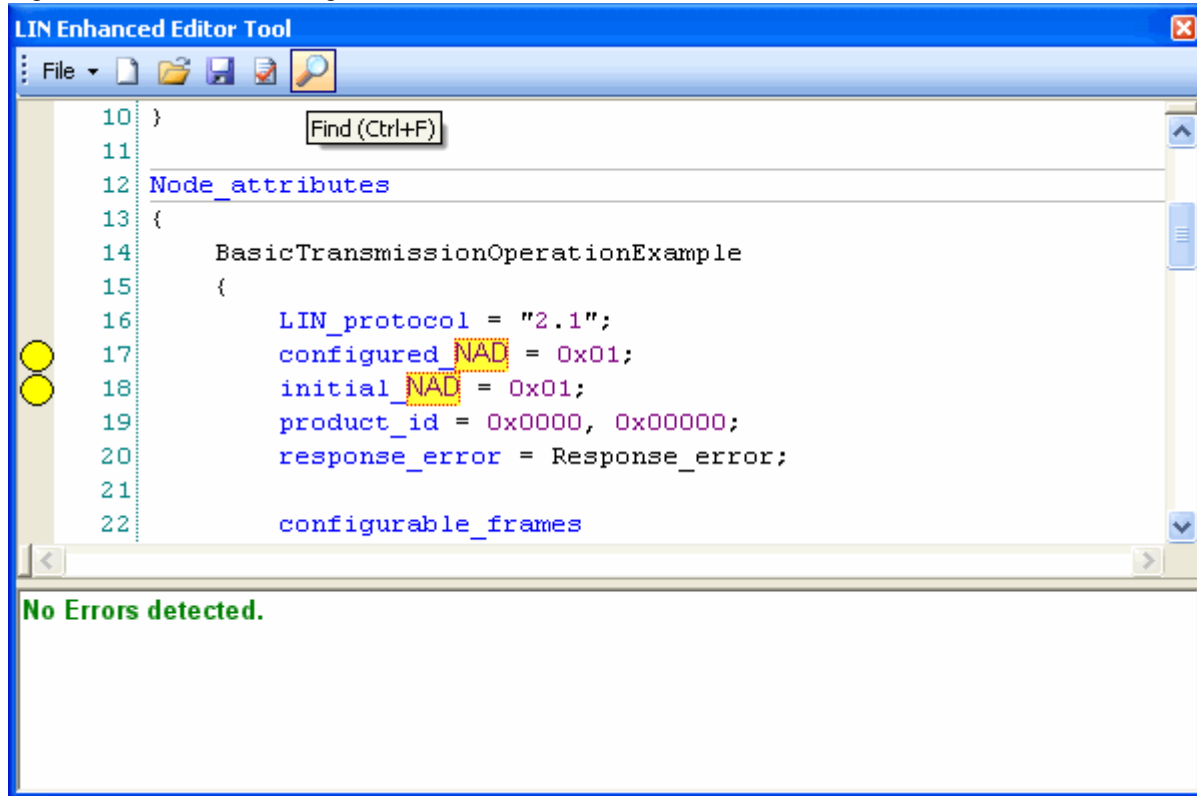 LIN Enhanced Editor Tool
File
Find (Ctrl+F)
10 }
11
12 Node_attributes
13 {
14 BasicTransmissionOperationExample
15 {
16 LIN_protocol = "2.1";
17 configured_NAD = 0x01;
18 initial_NAD = 0x01;
19 product_id = 0x0000, 0x00000;
20 response_error = Response_error;
21
22 configurable_frames
No Errors detected.